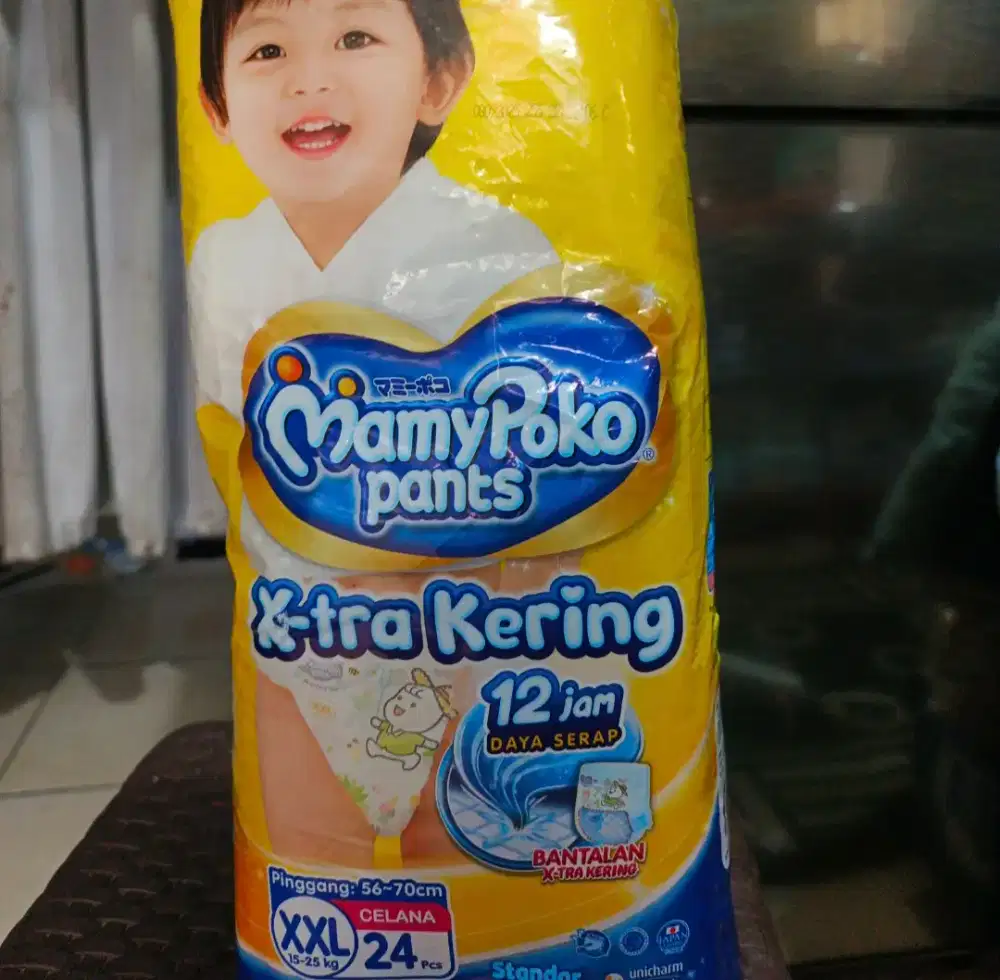 マミーポコ
MamyPoko®
pants
X-tra Kering
12 jam
DAYA SERAP
BANTALAN
X-TRA KERING
Pinggang: 56~70cm
XXL
15-25 kg
CELANA
24 Pcs
JAPAN
Standar
unicharm